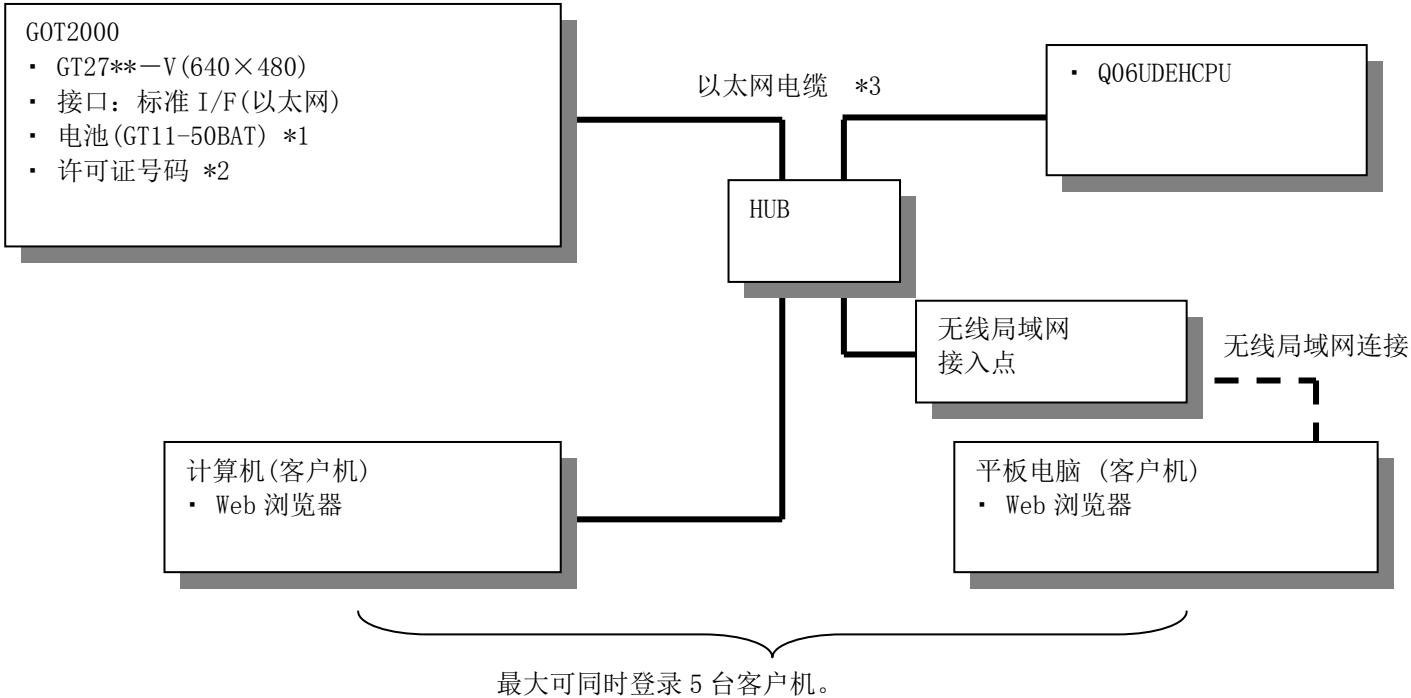 GOT2000
・ GT27**－V(640×480)
・ 接口：标准 I/F(以太网)
・ 电池(GT11-50BAT) *1
・ 许可证号码 *2
以太网电缆 *3
・ Q06UDEHCPU
HUB
无线局域网
接入点
无线局域网连接
计算机(客户机)
・ Web 浏览器
平板电脑 (客户机)
・ Web 浏览器
最大可同时登录 5 台客户机。